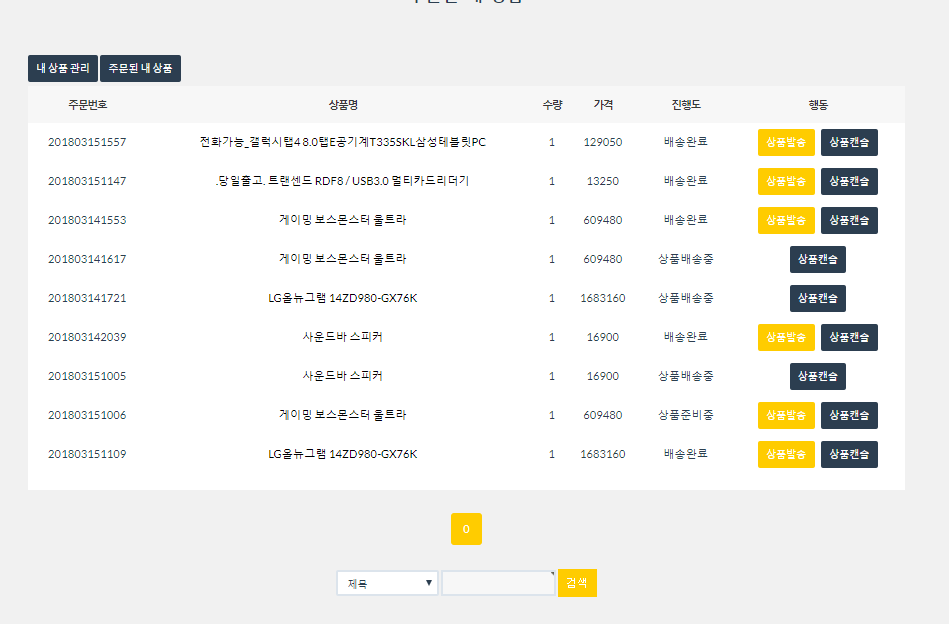 내 상품 관리 주문된 내 상품
주문번호 상품명 수량 가격 진행도 행동
201803151557 전화가능_갤럭시탭4 8.0탭E공기계T335SKL삼성테블릿PC 1 129050 배송완료 상품발송 상품캔슬
201803151147 .당일출고. 트랜센드 RDF8 / USB3.0 멀티카드리더기 1 13250 배송완료 상품발송 상품캔슬
201803141553 게이밍 보스몬스터 울트라 1 609480 배송완료 상품발송 상품캔슬
201803141617 게이밍 보스몬스터 울트라 1 609480 상품배송중 상품캔슬
201803141721 LG올뉴그램 14ZD980-GX76K 1 1683160 상품배송중 상품캔슬
201803142039 사운드바 스피커 1 16900 배송완료 상품발송 상품캔슬
201803151005 사운드바 스피커 1 16900 상품배송중 상품캔슬
201803151006 게이밍 보스몬스터 울트라 1 609480 상품준비중 상품발송 상품캔슬
201803151109 LG올뉴그램 14ZD980-GX76K 1 1683160 배송완료 상품발송 상품캔슬
0
제목 검색